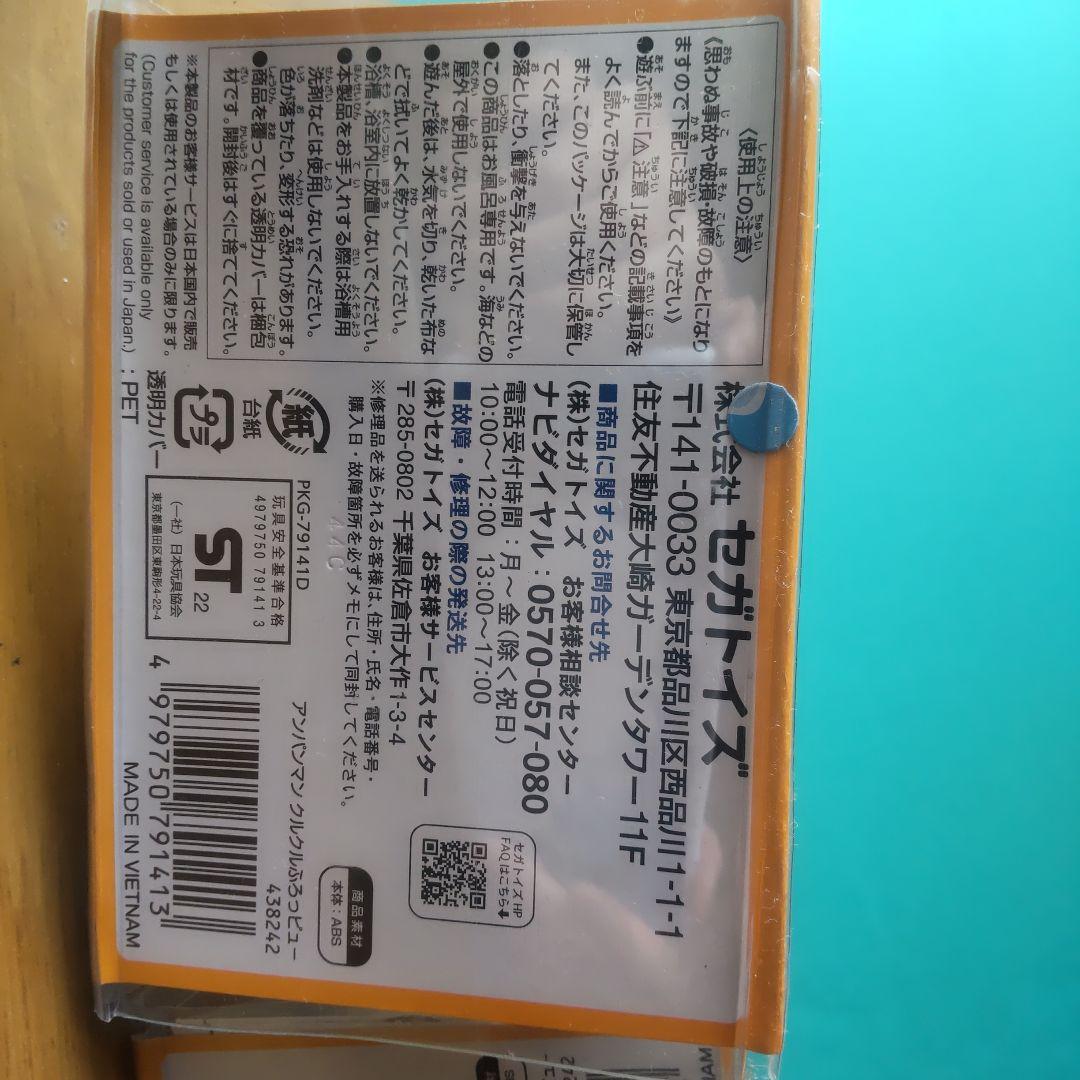 〈使用上の注意〉
《思わぬ事故や破損・故障のもとになり
ますので下記に注意してください》
●遊ぶ前に「⚠注意」などの記載事項を
よく読んでからご使用ください。
また、このパッケージは大切に保管し
てください。
●落としたり、衝撃を与えないでください。
●この商品はお風呂専用です。海などの
屋外で使用しないでください。
●遊んだ後は、水気を切り、乾いた布な
どで拭いてよく乾かしてください。
●浴槽、浴室内に放置しないでください。
●本製品をお手入れする際は浴槽用
洗剤などは使用しないでください。
色が落ちたり、変形する恐れがあります。
●商品を覆っている透明カバーは梱包
材です。開封後はすぐに捨ててください。
※本製品のお客様サービスは日本国内で販売
もしくは使用されている場合のみに限ります。
(Customer service is available only
for the products sold or used in Japan.)
株式会社 セガトイズ
〒141-0033 東京都品川区西品川1-1-1
住友不動産大崎ガーデンタワー11F
■商品に関するお問合せ先
(株)セガトイズ お客様相談センター
ナビダイヤル:0570-057-080
電話受付時間:月~金(除く祝日)
10:00~12:00 13:00~17:00
■故障・修理の際の発送先
(株)セガトイズ お客様サービスセンター
〒285-0802 千葉県佐倉市大作1-3-4
※修理品を送られるお客様は、住所・氏名、電話番号・
購入日・故障箇所を必ずメモにして同封してください。
セガトイズHP
FAQはこちら
商品素材
本体:ABS
紙
台紙
プラ
透明カバー
:PET
PKG-79141D
玩具安全基準合格
4979750 79141 3
ST 22
(一社)日本玩具協会
東京都墨田区東駒形4-22-4
アンパンマン クルクルふろっピュー
438242
4 979750 791413
MADE IN VIETNAM